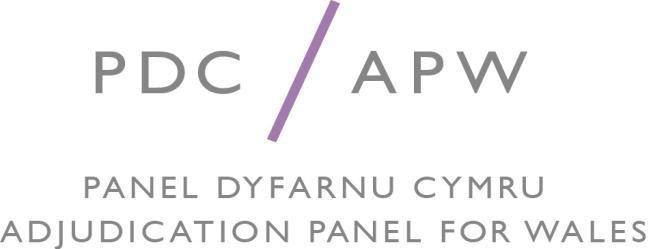 PDC / APW
PANEL DYFARNU CYMRU
ADJUDICATION PANEL FOR WALES